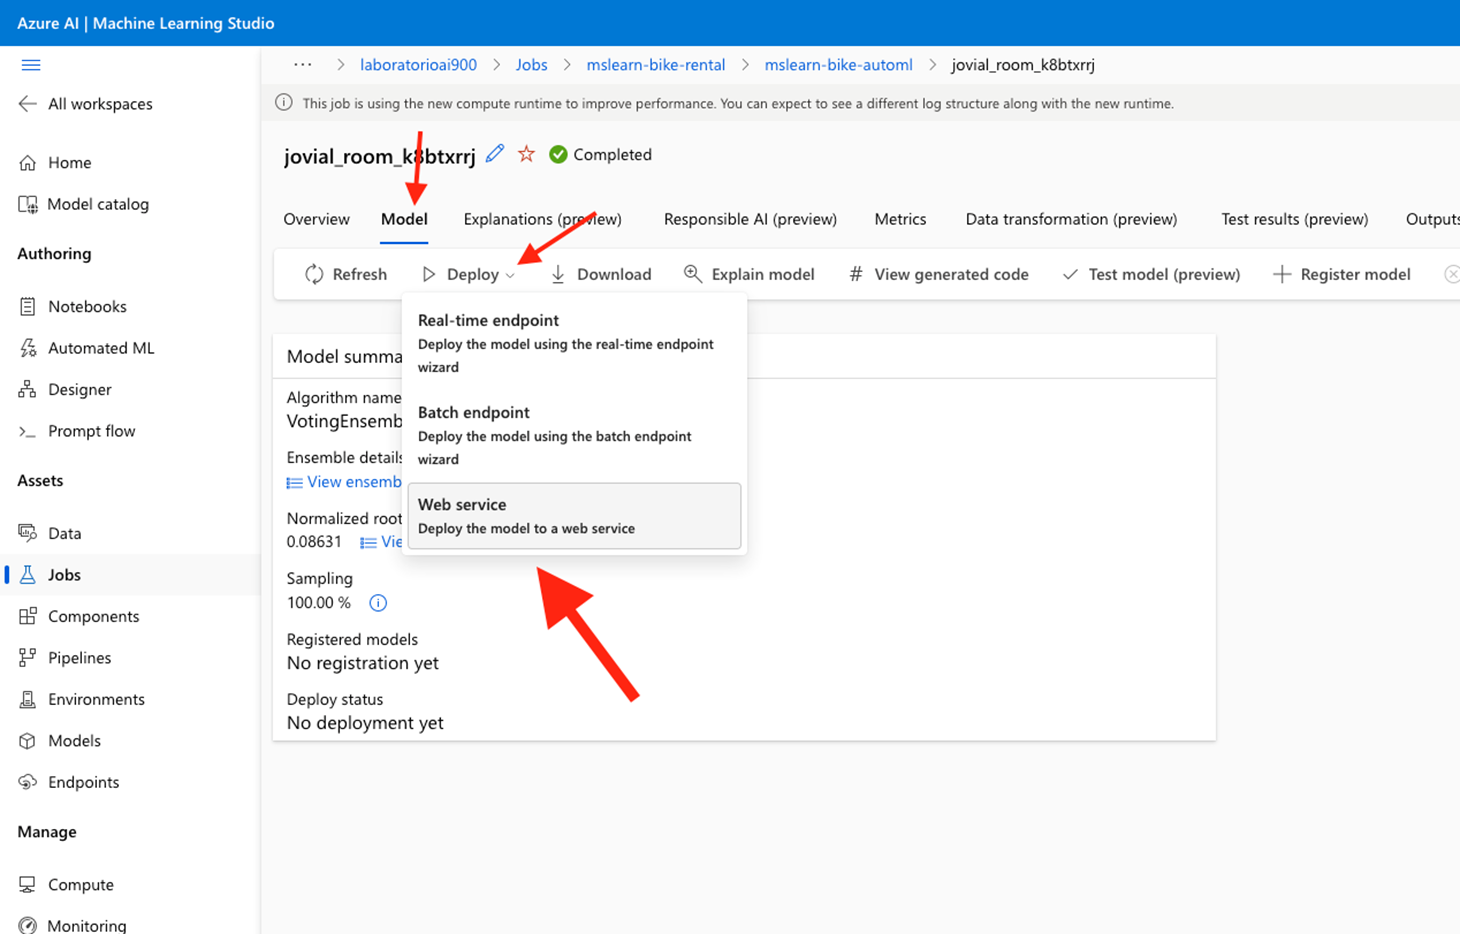 Azure AI | Machine Learning Studio
All workspaces
Home
Model catalog
Authoring
Notebooks
Automated ML
Designer
Prompt flow
Assets
Data
Jobs
Components
Pipelines
Environments
Models
Endpoints
Manage
Compute
Monitoring
··· > laboratorioai900 > Jobs > mslearn-bike-rental > mslearn-bike-automl > jovial_room_k8btxrrj
This job is using the new compute runtime to improve performance. You can expect to see a different log structure along with the new runtime.
jovial_room_k8btxrrj Completed
Overview Model Explanations (preview) Responsible AI (preview) Metrics Data transformation (preview) Test results (preview) Outputs
Refresh Deploy Download Explain model # View generated code Test model (preview) Register model
Real-time endpoint
Deploy the model using the real-time endpoint
wizard
Batch endpoint
Deploy the model using the batch endpoint
wizard
Web service
Deploy the model to a web service
Model summa
Algorithm name
VotingEnsemb
Ensemble details
View ensemb
Normalized root
0.08631 Vie
Sampling
100.00 %
Registered models
No registration yet
Deploy status
No deployment yet